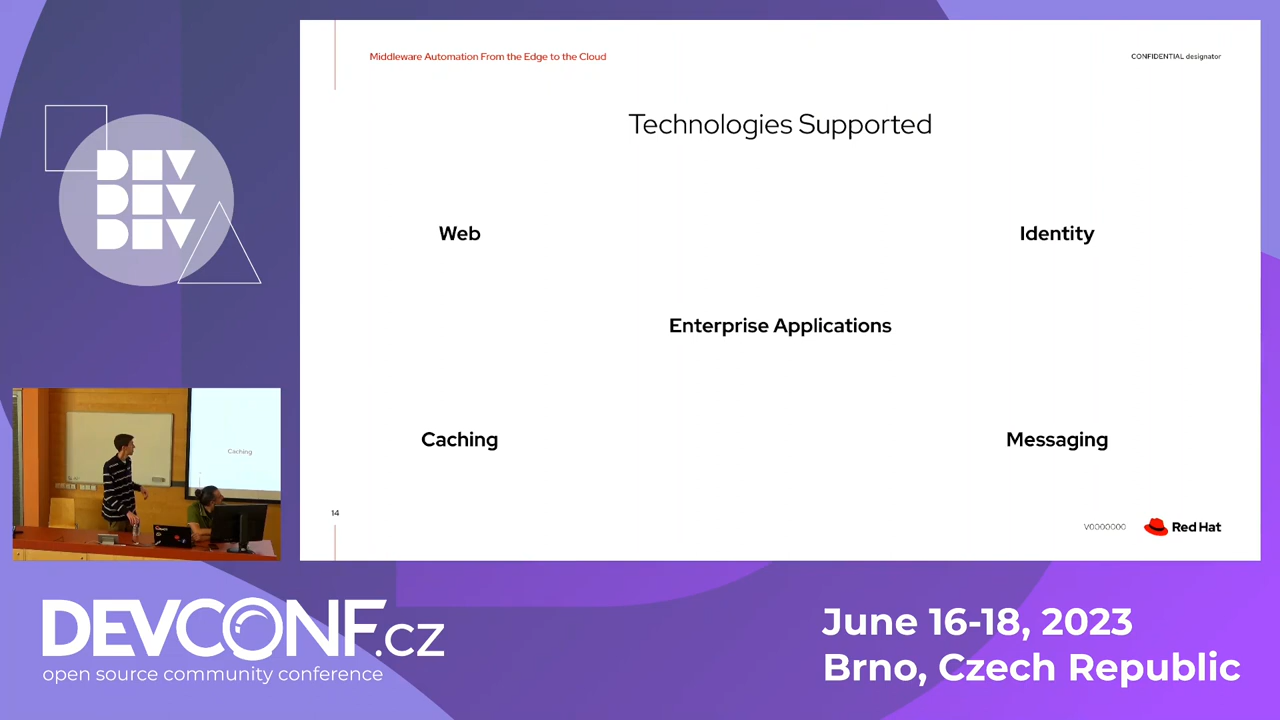 Middleware Automation From the Edge to the Cloud
CONFIDENTIAL designator
Technologies Supported
Web
Identity
Enterprise Applications
Caching
Messaging
14
V0000000
Red Hat
DEV
DEV
DEV
Caching
DEVCONF.cz
open source community conference
June 16-18, 2023
Brno, Czech Republic